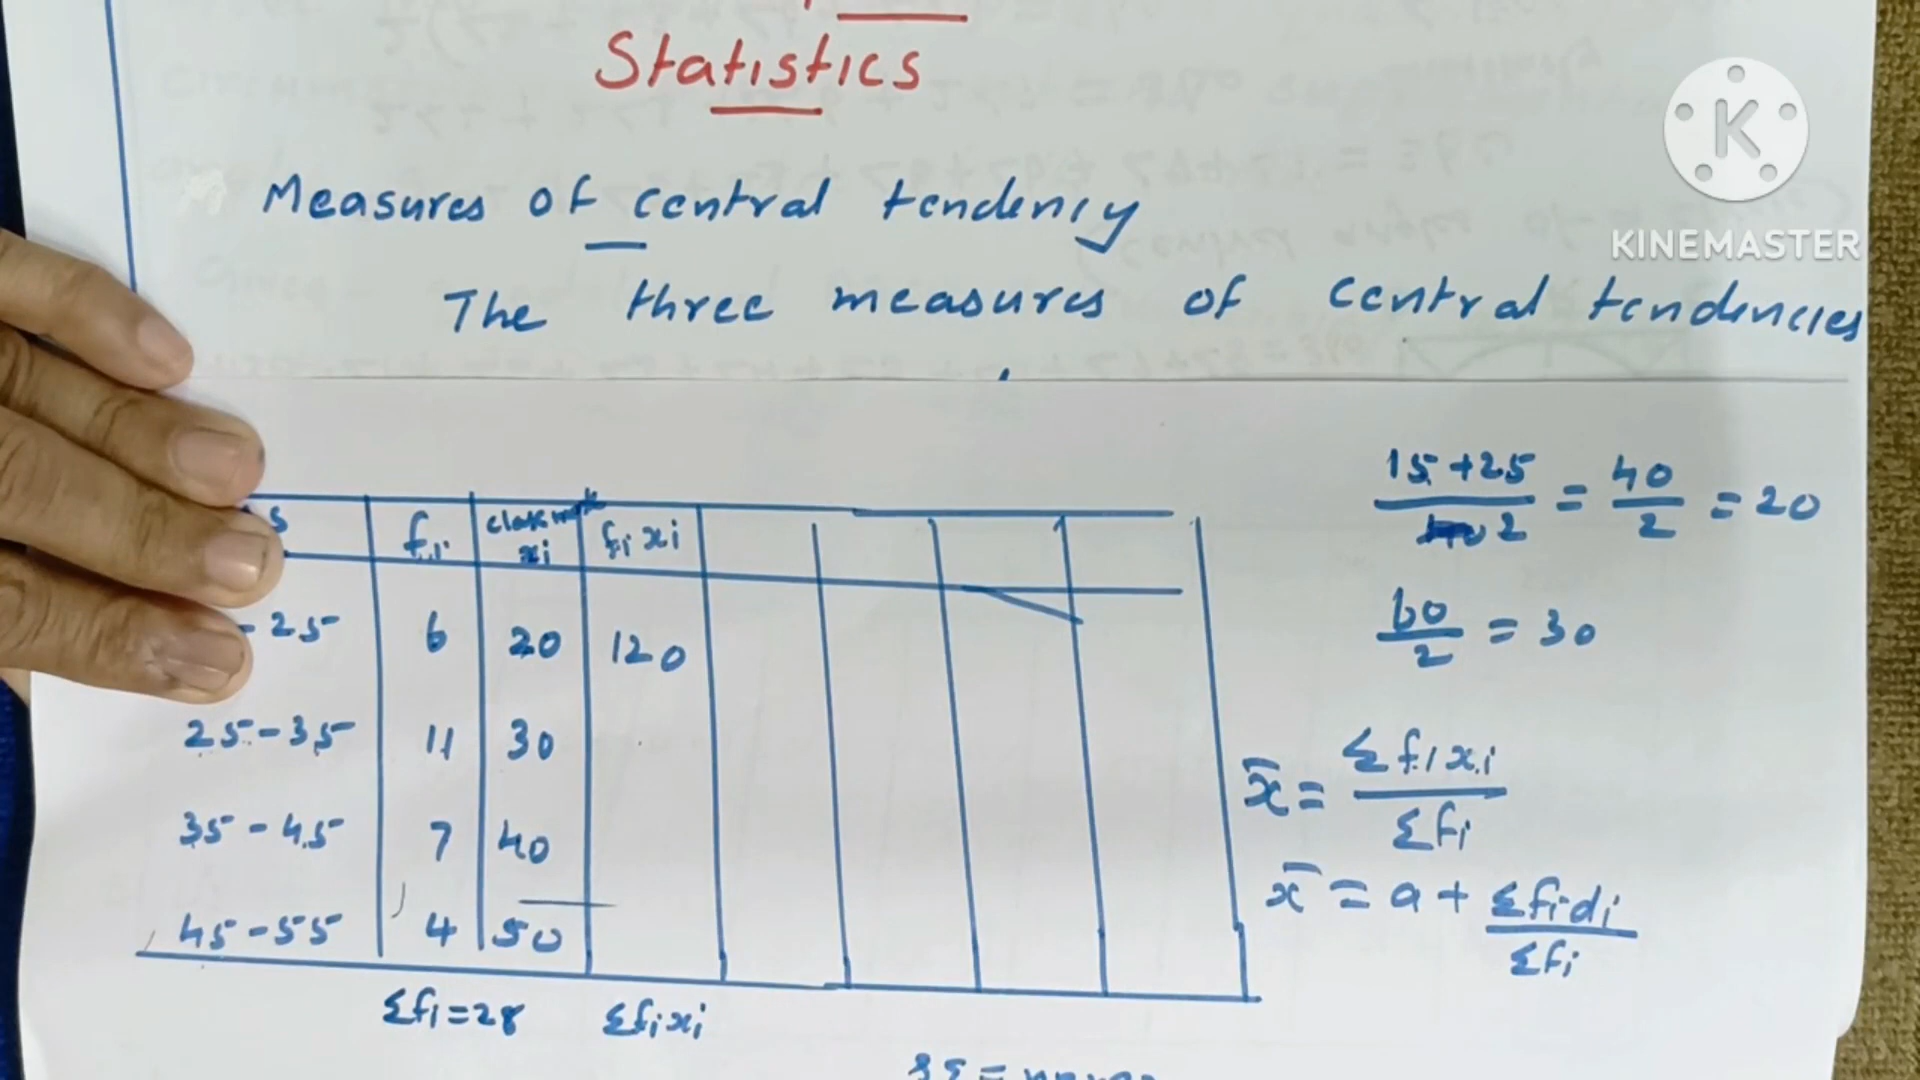 Statistics
K
KINEMASTER
Measures of central tendency
The three measures of central tendencies
fi class mark xi fi xi
- 25 6 20 120
25-35 11 30
35-45 7 40
45-55 4 50
Σfi=28 Σfixi
15+25/2 = 40/2 = 20
60/2 = 30
x̄ = Σfixi/Σfi
x̄ = a + Σfidi/Σfi